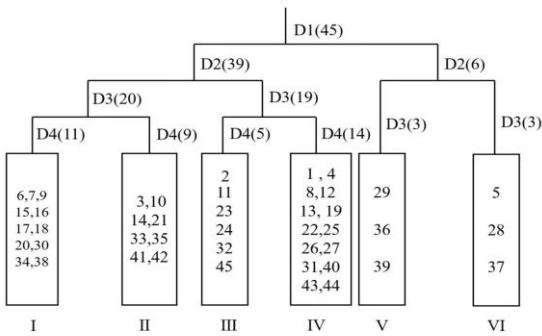 D1(45)
D2(39)
D2(6)
D3(20)
D3(19)
D4(11)
D4(9)
D4(5)
D4(14)
D3(3)
D3(3)
6,7,9
15,16
17,18
20,30
34,38
3,10
14,21
33,35
41,42
2
11
23
24
32
45
1 , 4
8,12
13, 19
22,25
26,27
31,40
43,44
29
36
39
5
28
37
I
II
III
IV
V
VI